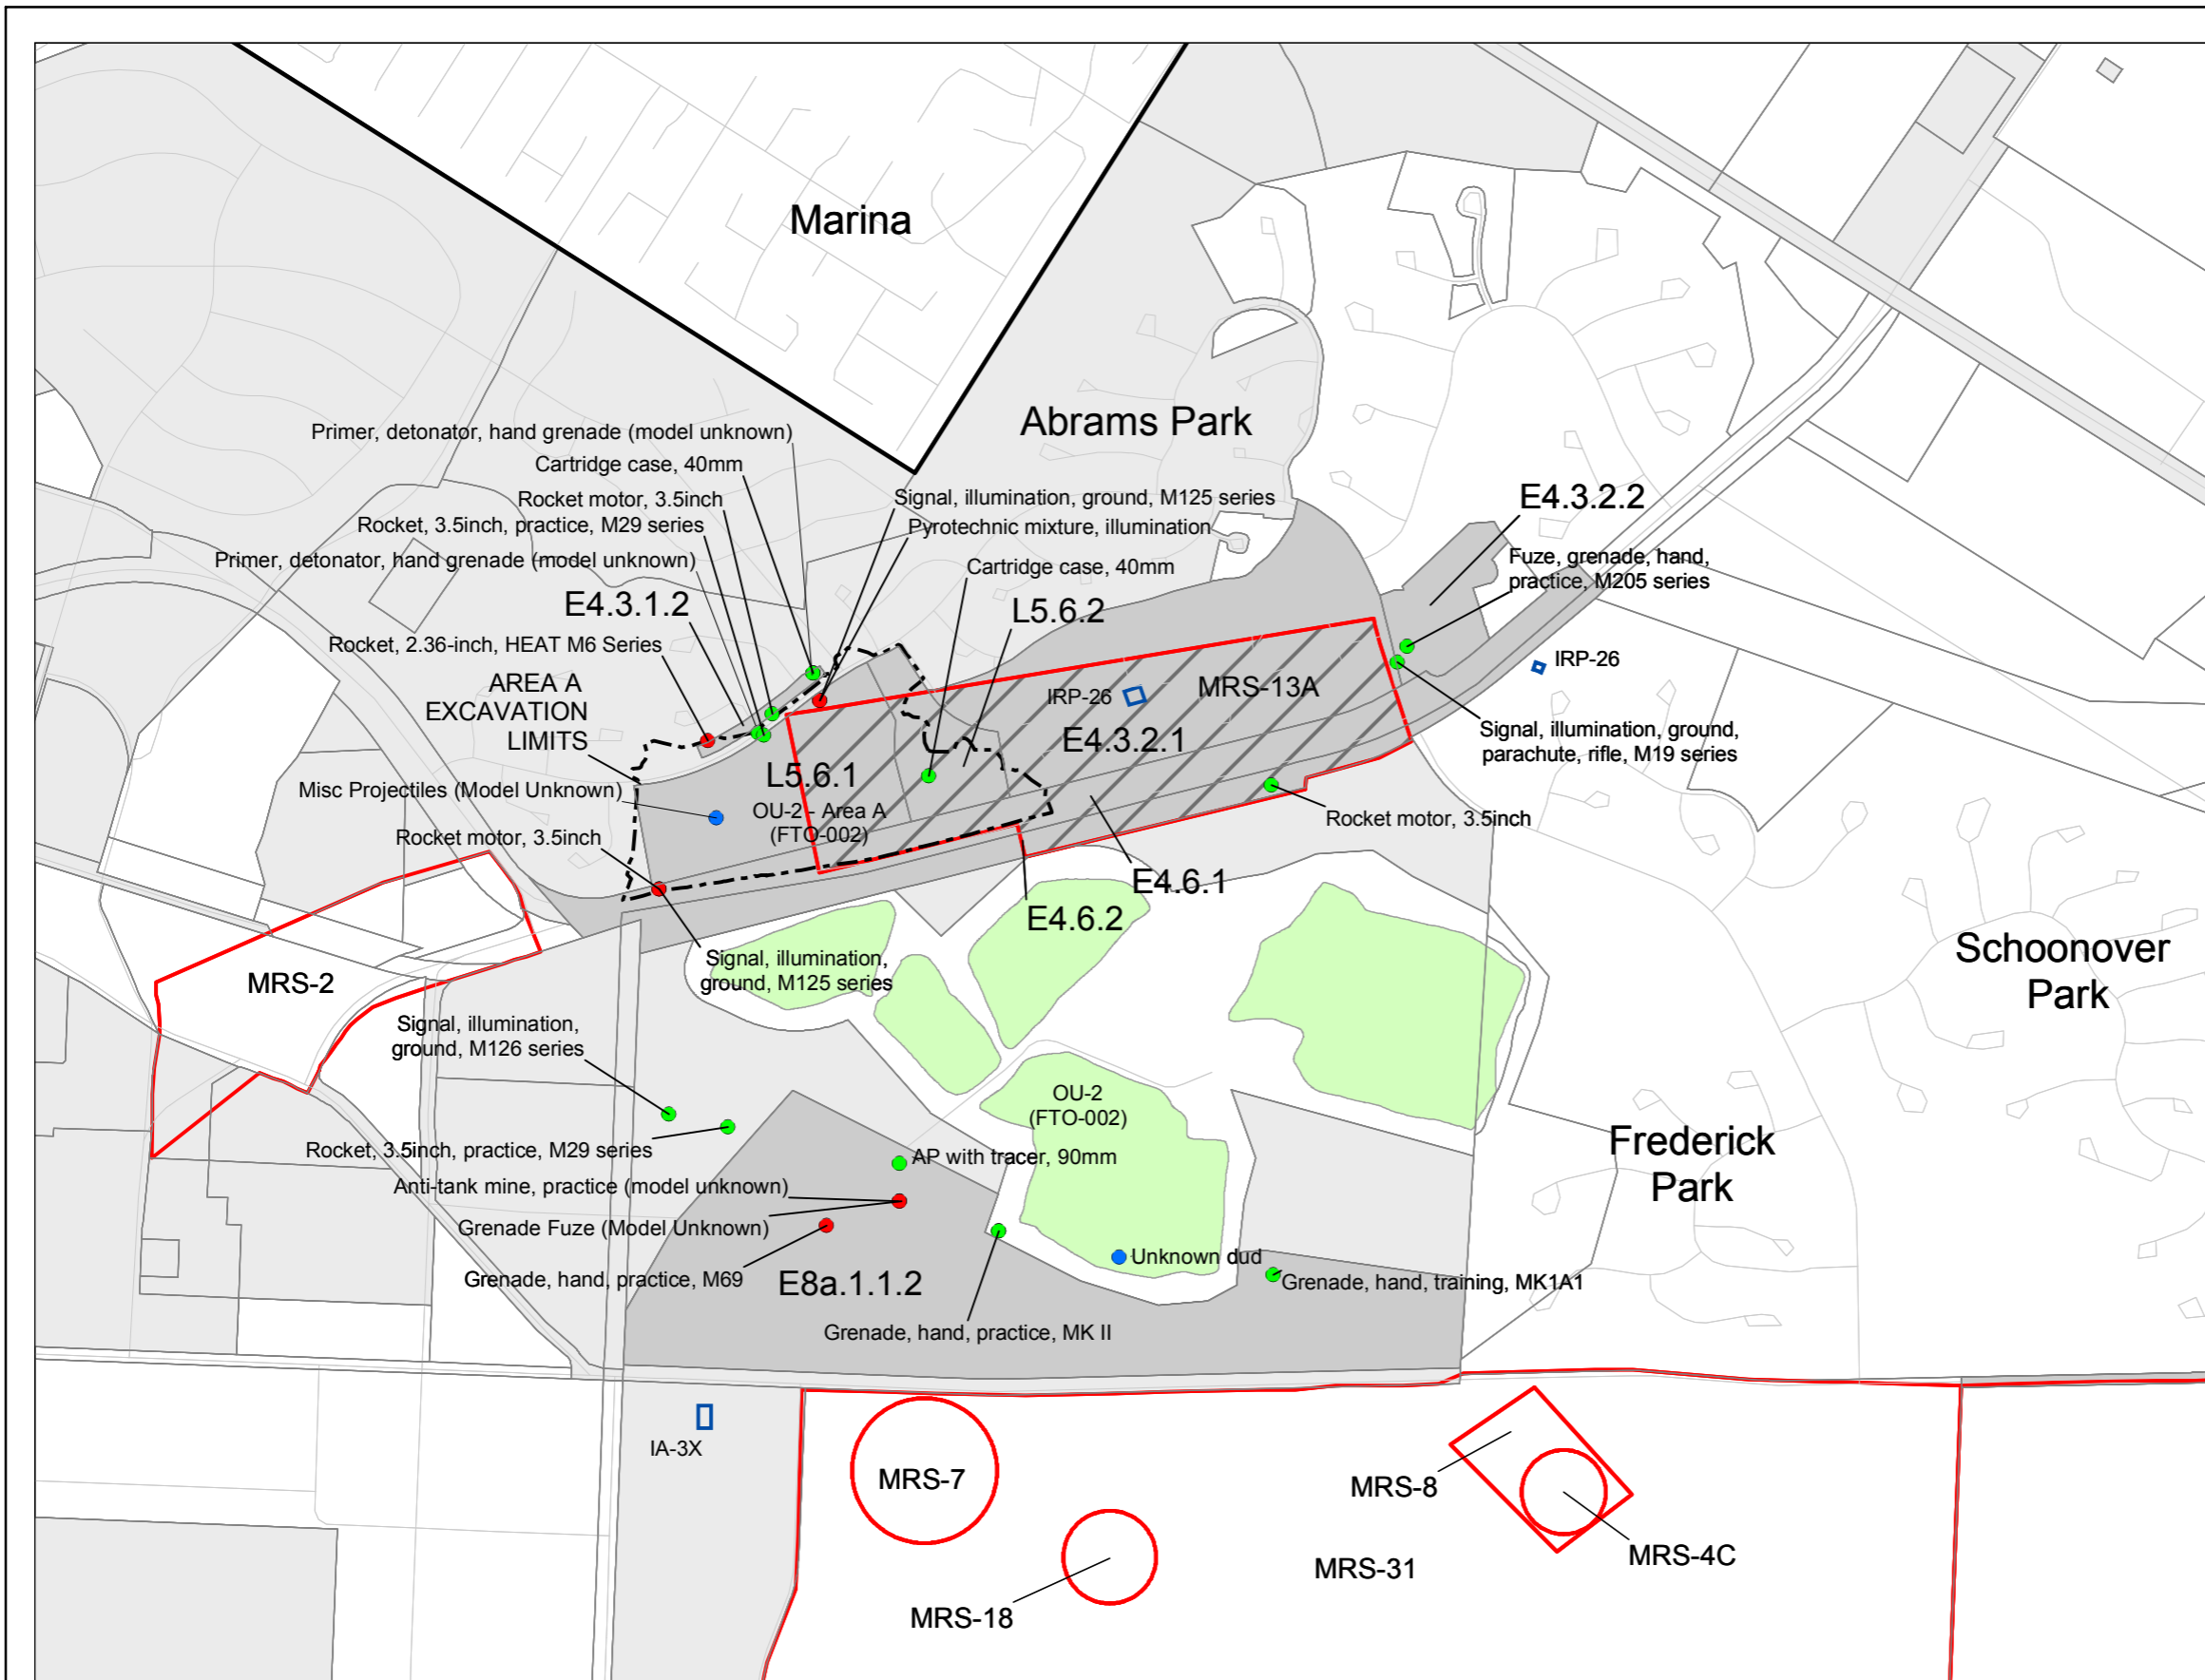 Marina
Abrams Park
Primer, detonator, hand grenade (model unknown)
Cartridge case, 40mm
Rocket motor, 3.5inch
Rocket, 3.5inch, practice, M29 series
Primer, detonator, hand grenade (model unknown)
E4.3.1.2
Rocket, 2.36-inch, HEAT M6 Series
AREA A
EXCAVATION
LIMITS
Misc Projectiles (Model Unknown)
Rocket motor, 3.5inch
Signal, illumination, ground, M125 series
Pyrotechnic mixture, illumination
Cartridge case, 40mm
L5.6.2
E4.3.2.2
Fuze, grenade, hand,
practice, M205 series
IRP-26
IRP-26
MRS-13A
E4.3.2.1
Signal, illumination, ground,
parachute, rifle, M19 series
L5.6.1
OU-2 - Area A
(FTO-002)
Rocket motor, 3.5inch
E4.6.1
E4.6.2
Signal, illumination,
ground, M125 series
MRS-2
Signal, illumination,
ground, M126 series
Schoonover
Park
OU-2
(FTO-002)
Rocket, 3.5inch, practice, M29 series
AP with tracer, 90mm
Anti-tank mine, practice (model unknown)
Grenade Fuze (Model Unknown)
Frederick
Park
Unknown dud
Grenade, hand, practice, M69
E8a.1.1.2
Grenade, hand, training, MK1A1
Grenade, hand, practice, MK II
IA-3X
MRS-7
MRS-8
MRS-4C
MRS-31
MRS-18